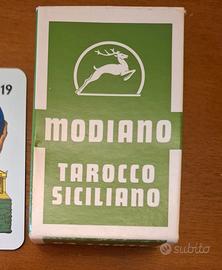 19
MODIANO
TAROCCO
SICILIANO
subito